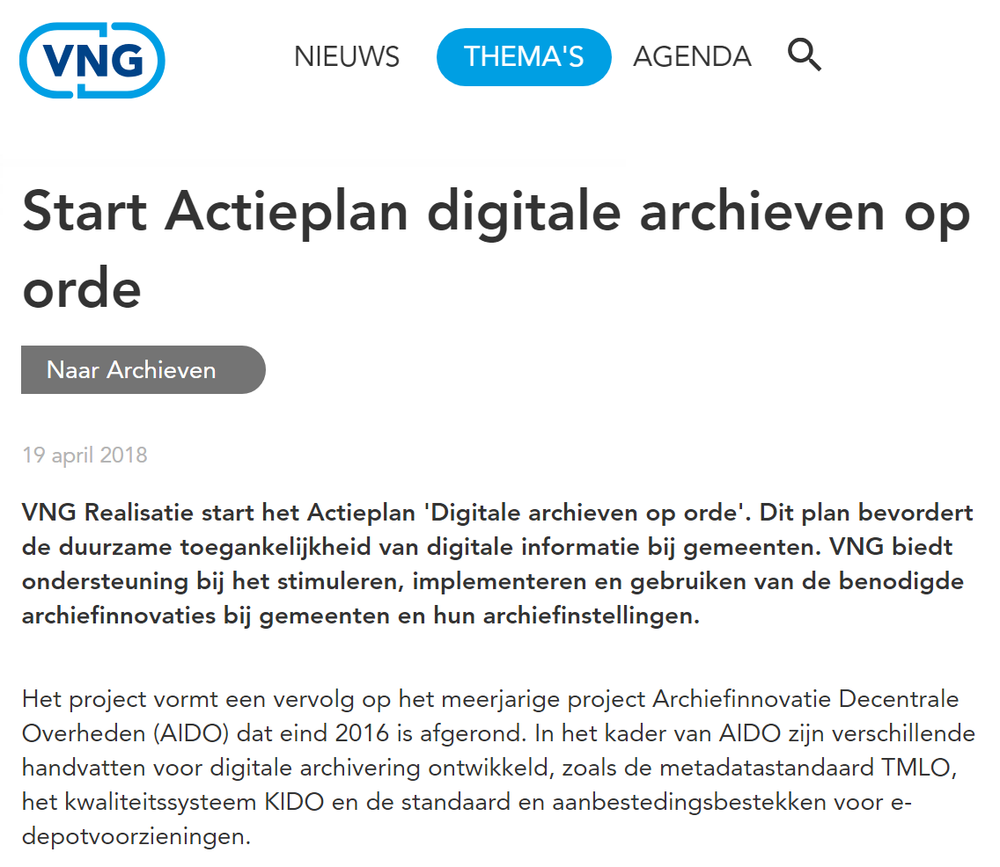 VNG
NIEUWS THEMA'S AGENDA
Start Actieplan digitale archieven op
orde
Naar Archieven
19 april 2018
VNG Realisatie start het Actieplan 'Digitale archieven op orde'. Dit plan bevordert
de duurzame toegankelijkheid van digitale informatie bij gemeenten. VNG biedt
ondersteuning bij het stimuleren, implementeren en gebruiken van de benodigde
archiefinnovaties bij gemeenten en hun archiefinstellingen.
Het project vormt een vervolg op het meerjarige project Archiefinnovatie Decentrale
Overheden (AIDO) dat eind 2016 is afgerond. In het kader van AIDO zijn verschillende
handvatten voor digitale archivering ontwikkeld, zoals de metadatastandaard TMLO,
het kwaliteitssysteem KIDO en de standaard en aanbestedingsbestekken voor e-
depotvoorzieningen.